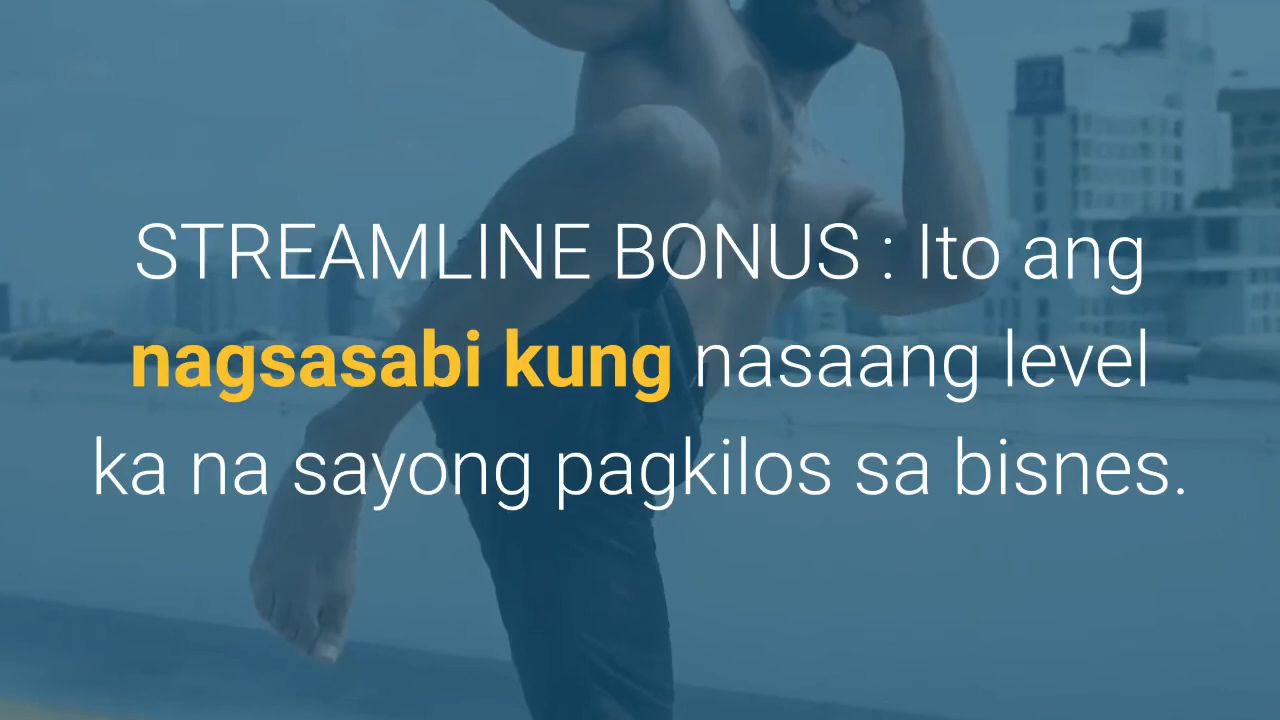 STREAMLINE BONUS : Ito ang
nagsasabi kung nasaang level
ka na sayong pagkilos sa bisnes.